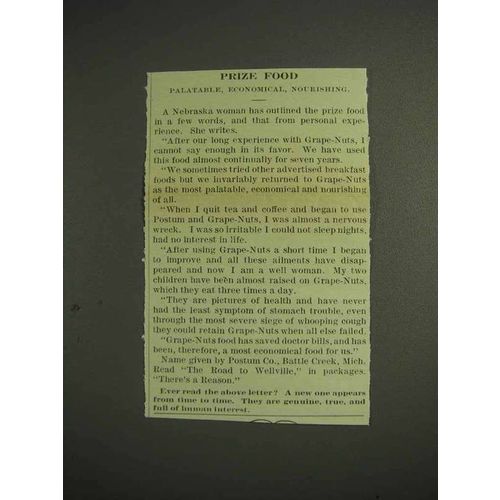 PRIZE FOOD
PALATABLE, ECONOMICAL, NOURISHING.
A Nebraska woman has outlined the prize food
in a few words, and that from personal expe-
rience. She writes.
"After our long experience with Grape-Nuts, I
cannot say enough in its favor. We have used
this food almost continually for seven years.
"We sometimes tried other advertised breakfast
foods but we invariably returned to Grape-Nuts
as the most palatable, economical and nourishing
of all.
"When I quit tea and coffee and began to use
Postum and Grape-Nuts, I was almost a nervous
wreck. I was so irritable I could not sleep nights,
had no interest in life.
"After using Grape-Nuts a short time I began
to improve and all these ailments have disap-
peared and now I am a well woman. My two
children have been almost raised on Grape-Nuts,
which they eat three times a day.
"They are pictures of health and have never
had the least symptom of stomach trouble, even
through the most severe siege of whooping cough
they could retain Grape-Nuts when all else failed.
"Grape-Nuts food has saved doctor bills, and has
been, therefore, a most economical food for us."
Name given by Postum Co., Battle Creek, Mich.
Read "The Road to Wellville," in packages.
"There's a Reason."
Ever read the above letter? A new one appears
from time to time. They are genuine, true, and
full of human interest.